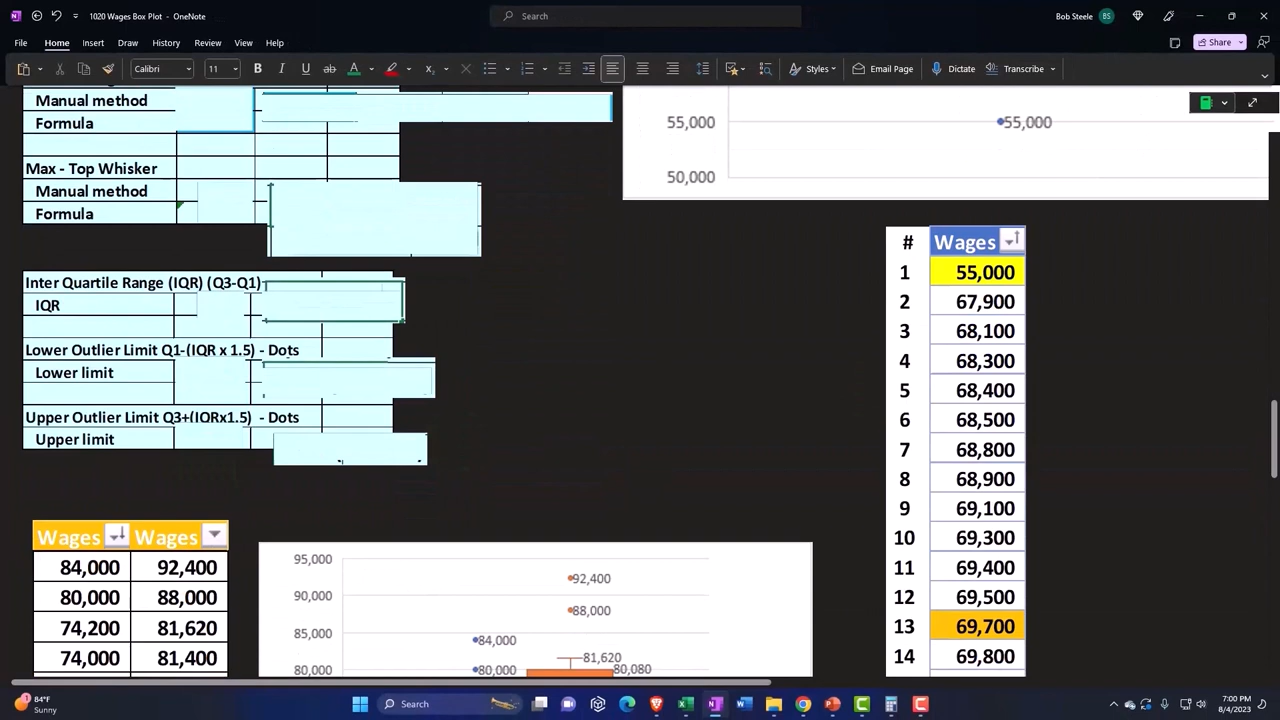 1020 Wages Box Plot - OneNote
Search
Bob Steele
BS
File Home Insert Draw History Review View Help
Share
Calibri 11 B I U ab A
Styles Email Page Dictate Transcribe
Manual method
Formula
Max - Top Whisker
Manual method
Formula
Inter Quartile Range (IQR) (Q3-Q1)
IQR
Lower Outlier Limit Q1-(IQR x 1.5) - Dots
Lower limit
Upper Outlier Limit Q3+(IQRx1.5) - Dots
Upper limit
55,000 55,000
50,000
# Wages
1 55,000
2 67,900
3 68,100
4 68,300
5 68,400
6 68,500
7 68,800
8 68,900
9 69,100
10 69,300
11 69,400
12 69,500
13 69,700
14 69,800
Wages Wages
84,000 92,400
80,000 88,000
74,200 81,620
74,000 81,400
95,000
92,400
90,000
88,000
85,000
84,000
81,620
80,000 80,000 80,080
84°F
Sunny
Search
7:00 PM
8/4/2023